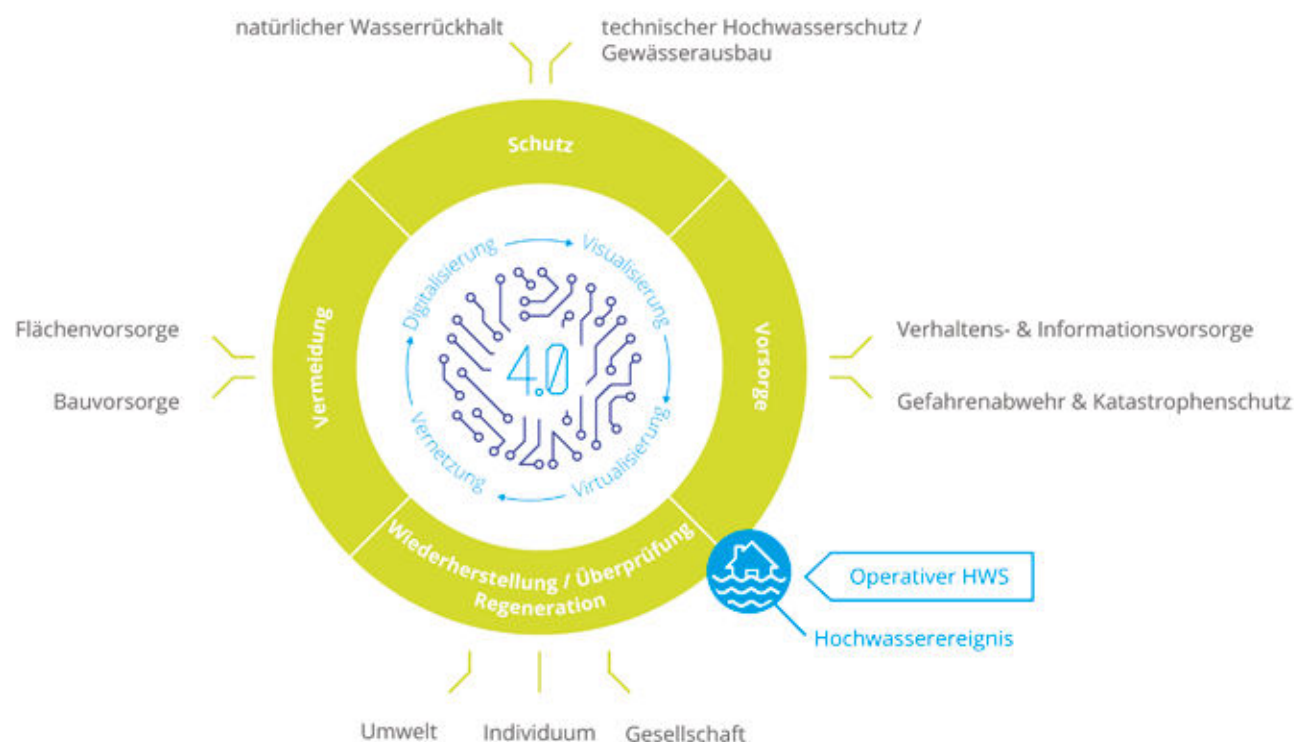 natürlicher Wasserrückhalt
technischer Hochwasserschutz /
Gewässerausbau
Schutz
Digitalisierung
Visualisierung
Flächenvorsorge
Bauvorsorge
Vermeidung
4.0
Vorsorge
Verhaltens- & Informationsvorsorge
Gefahrenabwehr & Katastrophenschutz
Vernetzung
Virtualisierung
Wiederherstellung / Überprüfung
Regeneration
Operativer HWS
Hochwasserereignis
Umwelt
Individuum
Gesellschaft